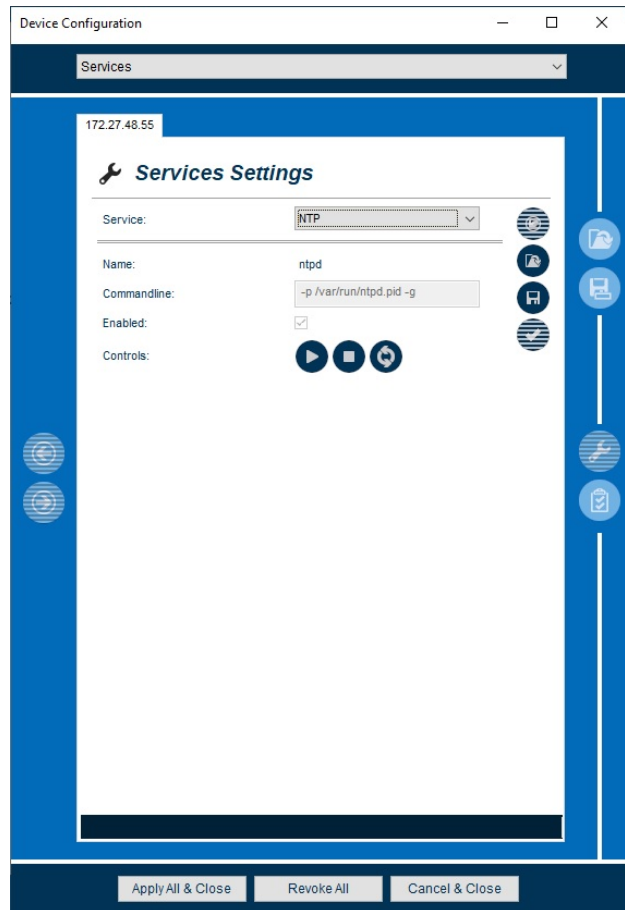 Device Configuration
Services
172.27.48.55
Services Settings
Service: NTP
Name: ntpd
Commandline: -p /var/run/ntpd.pid -g
Enabled:
Controls:
Apply All & Close Revoke All Cancel & Close